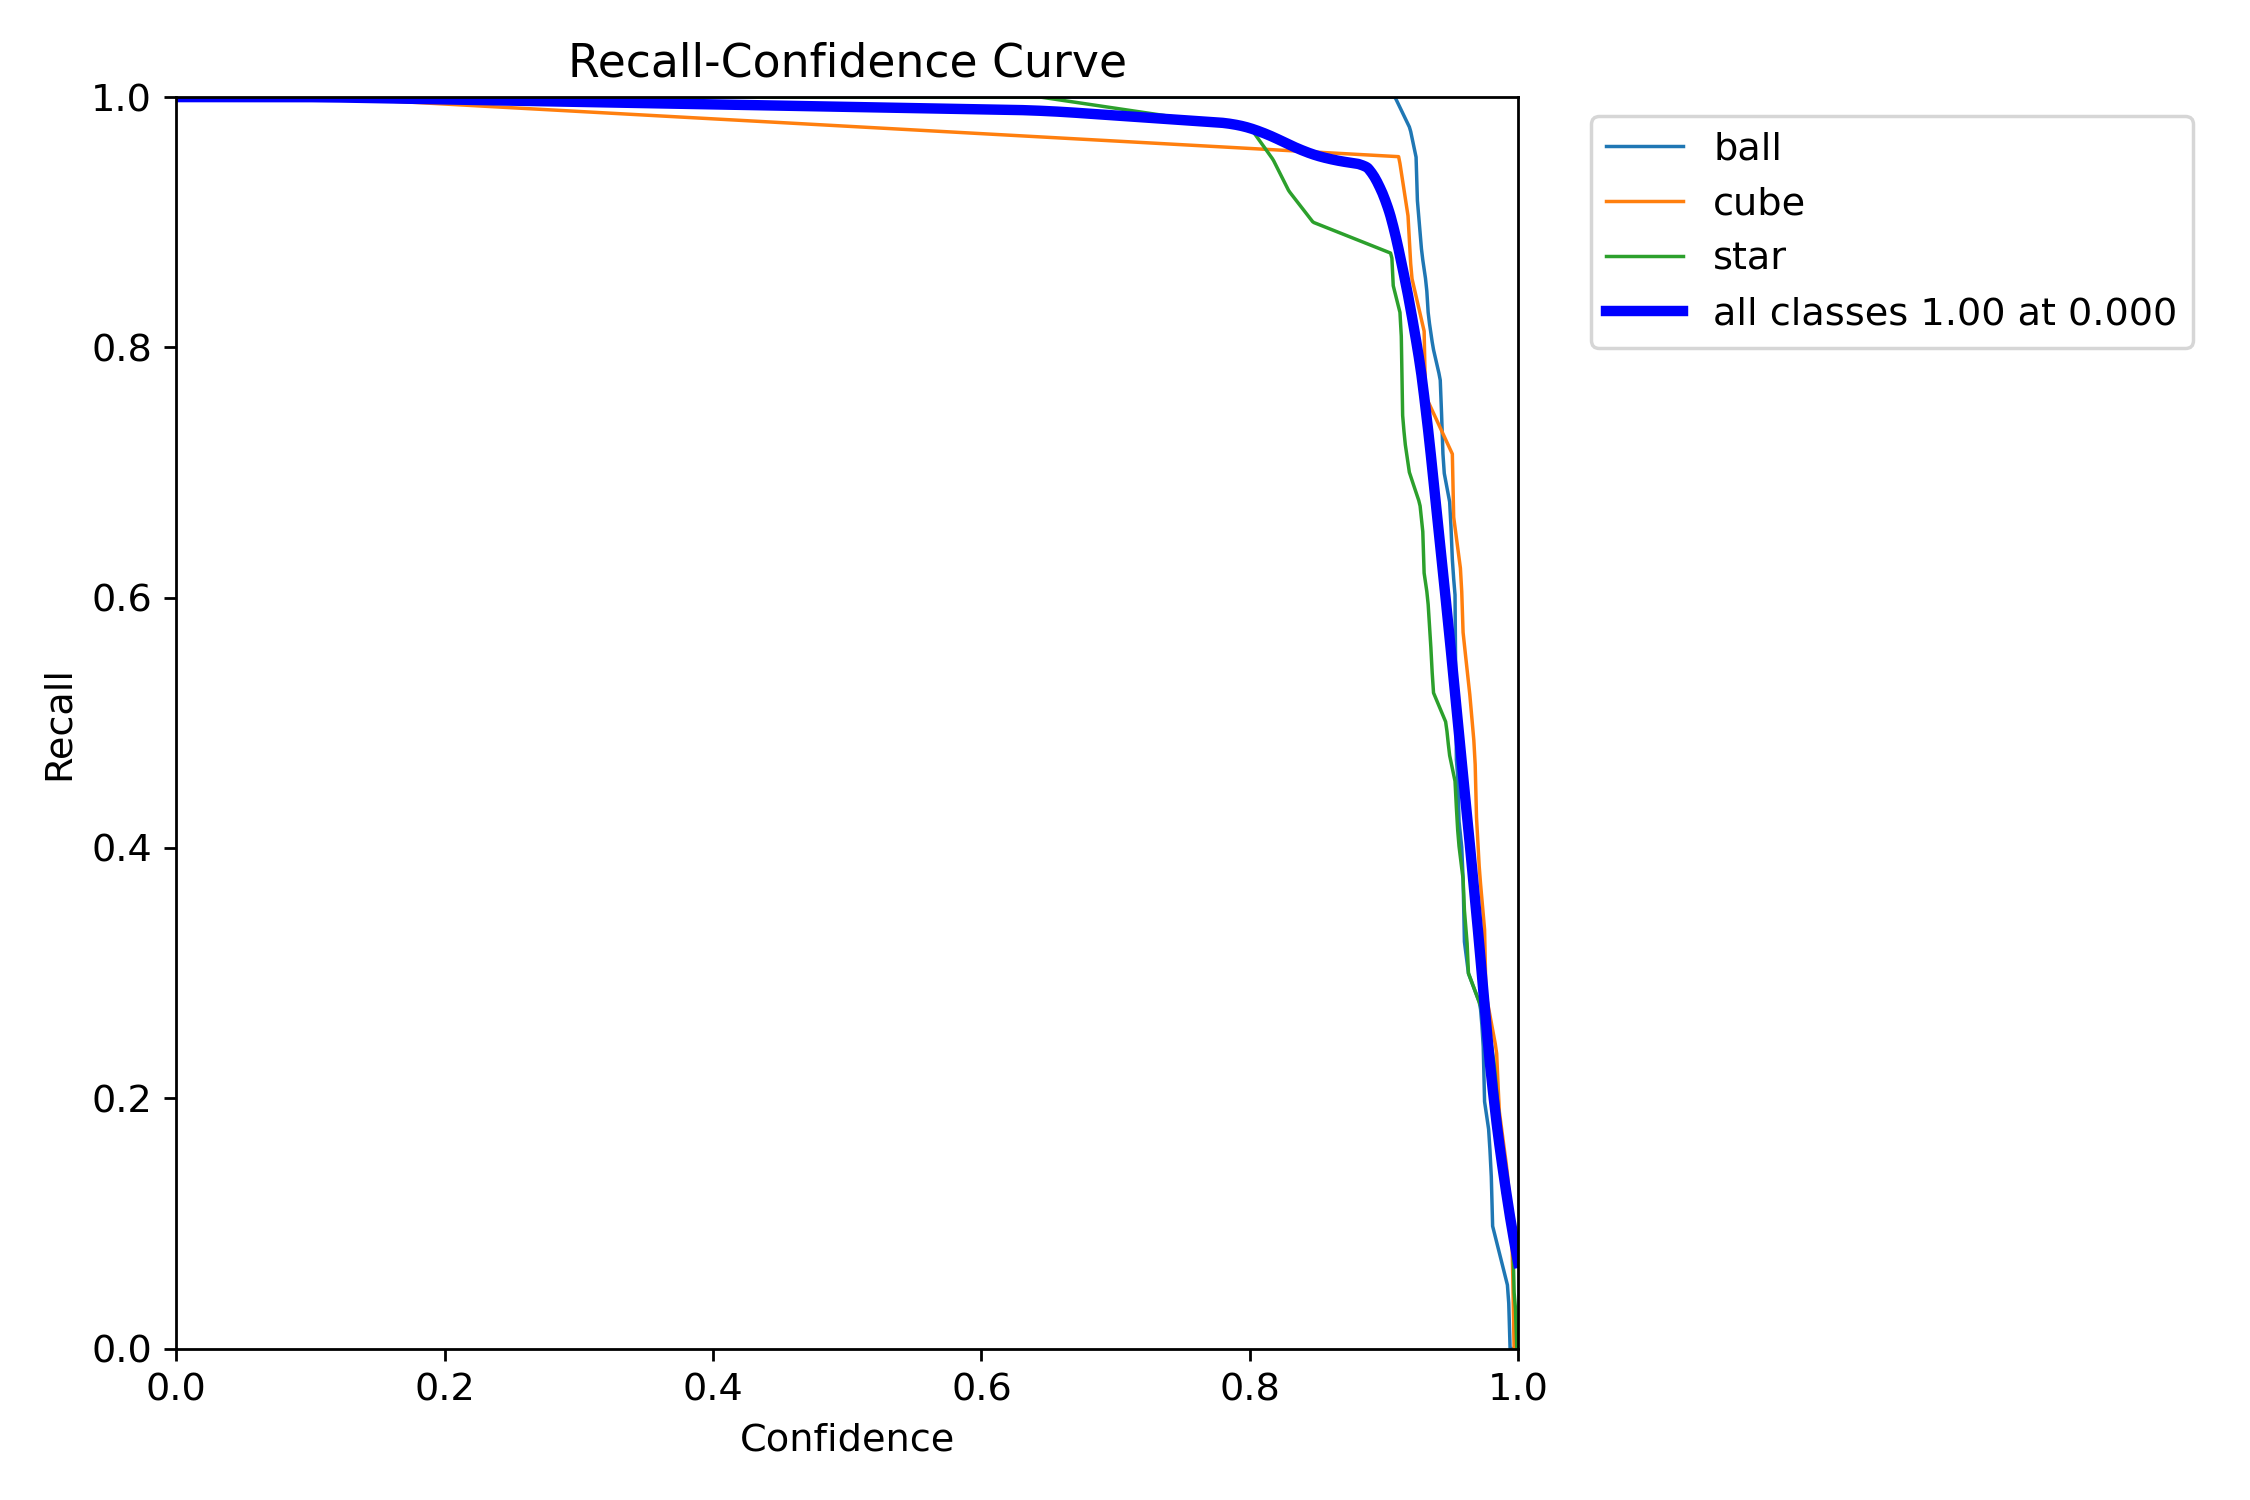 Recall-Confidence Curve
1.0
0.8
0.6
0.4
0.2
0.0
Recall
0.0 0.2 0.4 0.6 0.8 1.0
Confidence
ball
cube
star
all classes 1.00 at 0.000